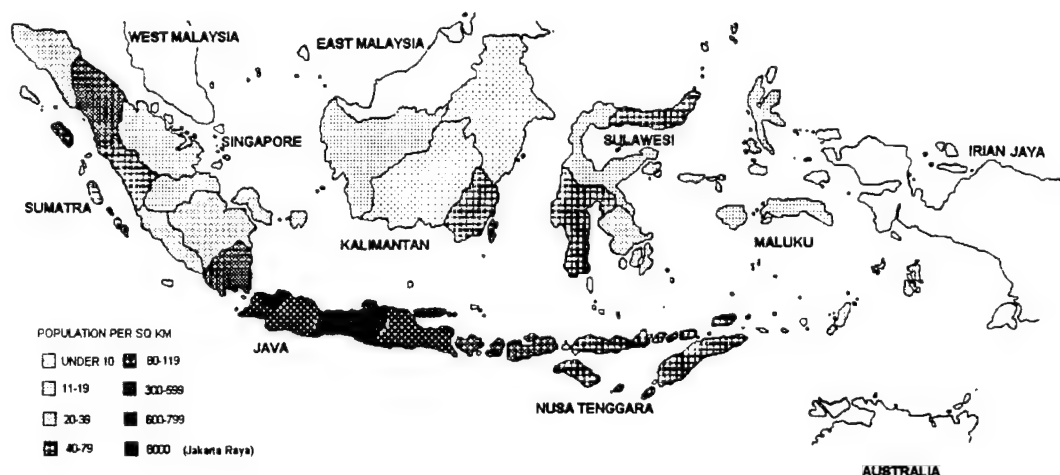 WEST MALAYSIA
EAST MALAYSIA
SINGAPORE
SULAWESI
IRIAN JAYA
SUMATRA
KALIMANTAN
MALUKU
POPULATION PER SQ KM
UNDER 10
80-119
11-19
300-599
20-39
600-799
40-79
8000 (Jakarta Raya)
JAVA
NUSA TENGGARA
AUSTRALIA